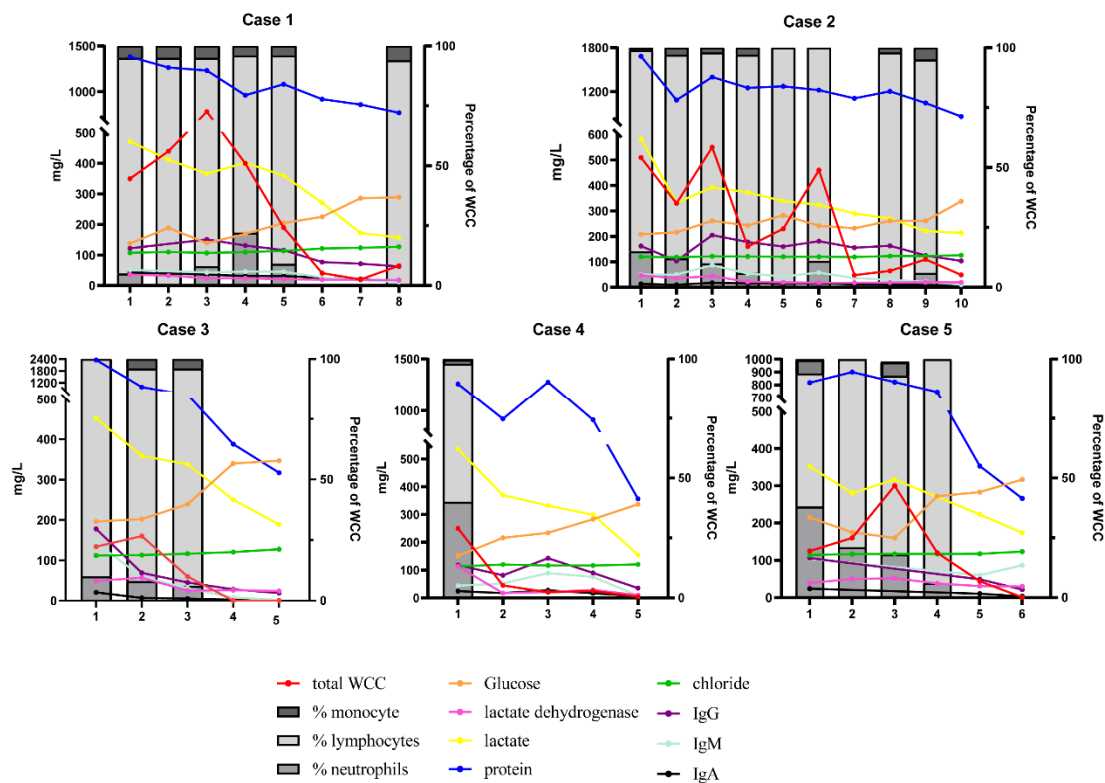 Case 1
1500
1000
500
400
300
200
100
0
mg/L
100
50
0
Percentage of WCC
1 2 3 4 5 6 7 8
Case 2
1800
1200
600
500
400
300
200
100
0
mg/L
100
50
0
Percentage of WCC
1 2 3 4 5 6 7 8 9 10
Case 3
2400
1800
1200
600
500
400
300
200
100
0
mg/L
100
50
0
Percentage of WCC
1 2 3 4 5
Case 4
1500
1000
500
400
300
200
100
0
mg/L
100
50
0
Percentage of WCC
1 2 3 4 5
Case 5
1000
900
800
700
500
400
300
200
100
0
mg/L
100
50
0
Percentage of WCC
1 2 3 4 5 6
total WCC Glucose chloride
% monocyte lactate dehydrogenase IgG
% lymphocytes lactate IgM
% neutrophils protein IgA